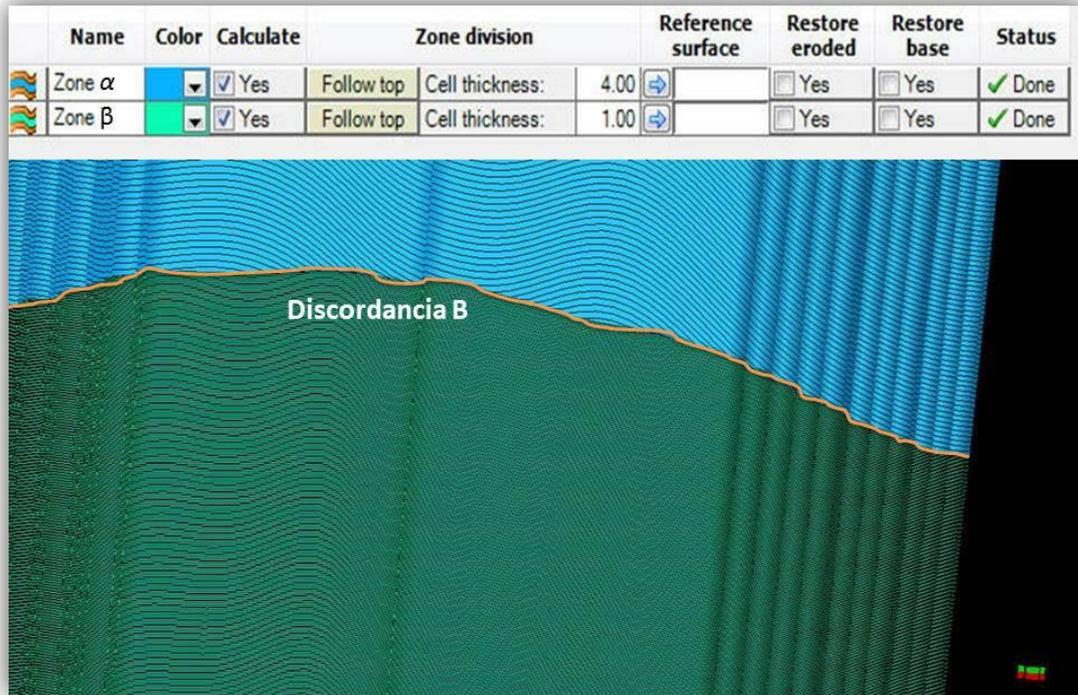 Name Color Calculate Zone division Reference surface Restore eroded Restore base Status
Zone α Yes Follow top Cell thickness: 4.00 Yes Yes Done
Zone β Yes Follow top Cell thickness: 1.00 Yes Yes Done
Discordancia B